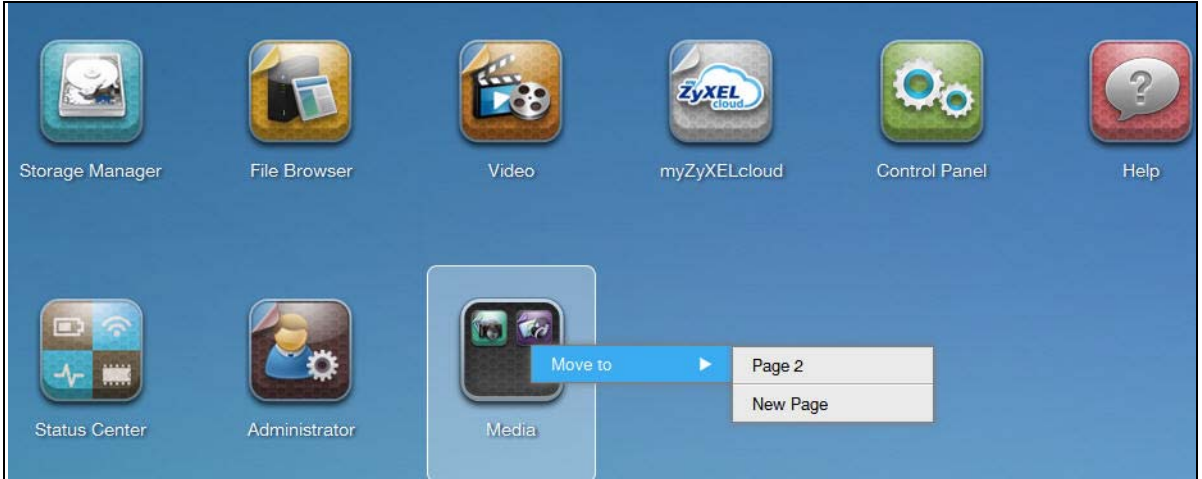 ZyXEL
cloud
Storage Manager
File Browser
Video
myZyXELcloud
Control Panel
Help
?
Move to
Page 2
New Page
Status Center
Administrator
Media